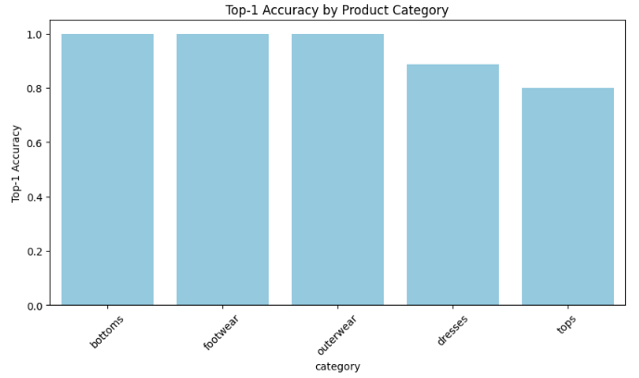 Top-1 Accuracy by Product Category
1.0
0.8
0.6
0.4
0.2
0.0
Top-1 Accuracy
bottoms
footwear
outerwear
dresses
tops
category